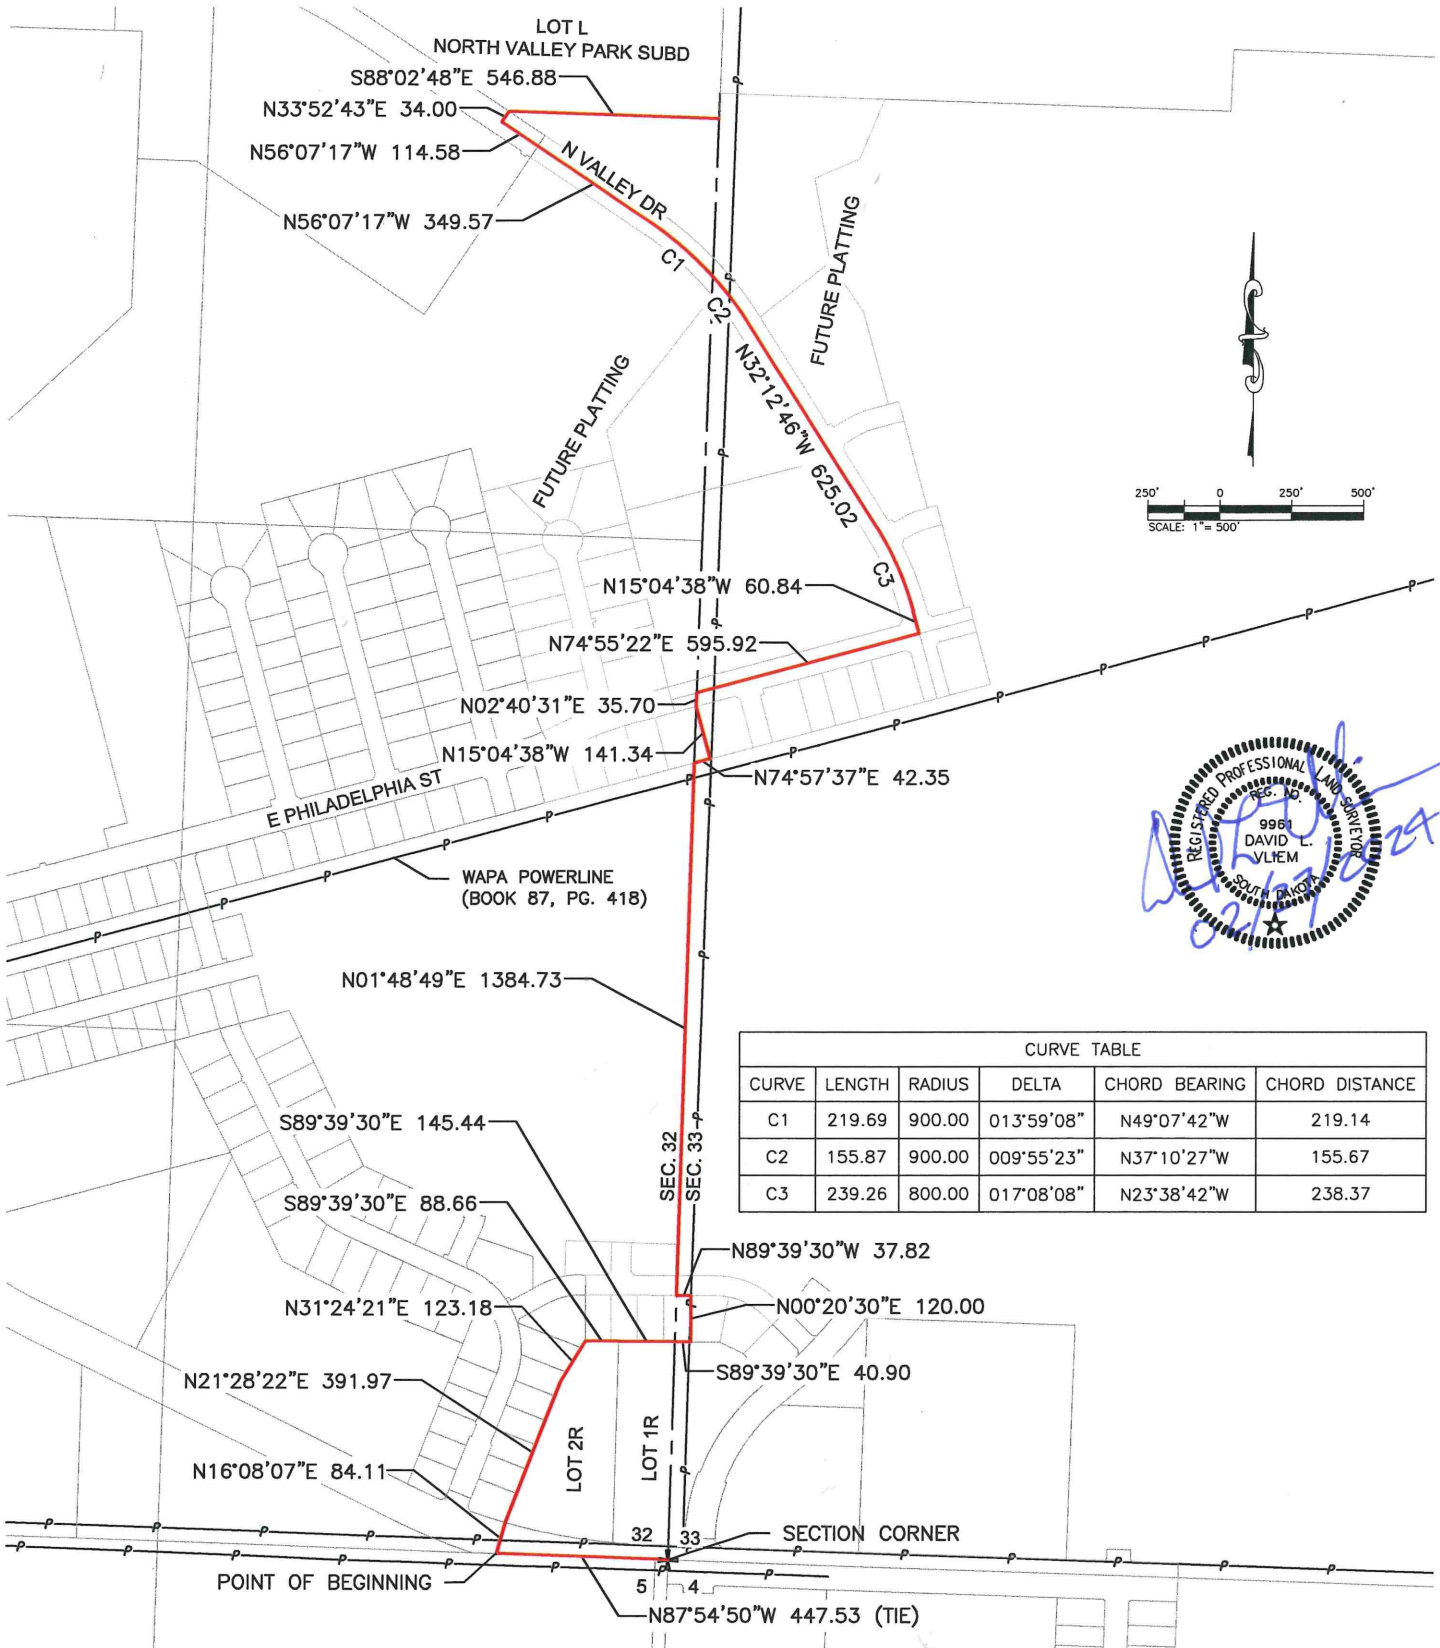 LOT L
NORTH VALLEY PARK SUBD
S88°02'48"E 546.88
N33°52'43"E 34.00
N56°07'17"W 114.58
N56°07'17"W 349.57
N VALLEY DR
C1
C2
N32°12'46"W 625.02
C3
FUTURE PLATTING
FUTURE PLATTING
250' 0 250' 500'
SCALE: 1"= 500'
N15°04'38"W 60.84
N74°55'22"E 595.92
N02°40'31"E 35.70
N15°04'38"W 141.34
N74°57'37"E 42.35
E PHILADELPHIA ST
WAPA POWERLINE
(BOOK 87, PG. 418)
REGISTERED PROFESSIONAL LAND SURVEYOR
REG. NO.
9961
DAVID L.
VLIEM
SOUTH DAKOTA
02/27/2024
N01°48'49"E 1384.73
CURVE TABLE
CURVE LENGTH RADIUS DELTA CHORD BEARING CHORD DISTANCE
C1 219.69 900.00 013°59'08" N49°07'42"W 219.14
C2 155.87 900.00 009°55'23" N37°10'27"W 155.67
C3 239.26 800.00 017°08'08" N23°38'42"W 238.37
S89°39'30"E 145.44
SEC. 32
SEC. 33
S89°39'30"E 88.66
N89°39'30"W 37.82
N31°24'21"E 123.18
N00°20'30"E 120.00
N21°28'22"E 391.97
S89°39'30"E 40.90
LOT 2R
LOT 1R
N16°08'07"E 84.11
32 33
SECTION CORNER
POINT OF BEGINNING
5 4
N87°54'50"W 447.53 (TIE)